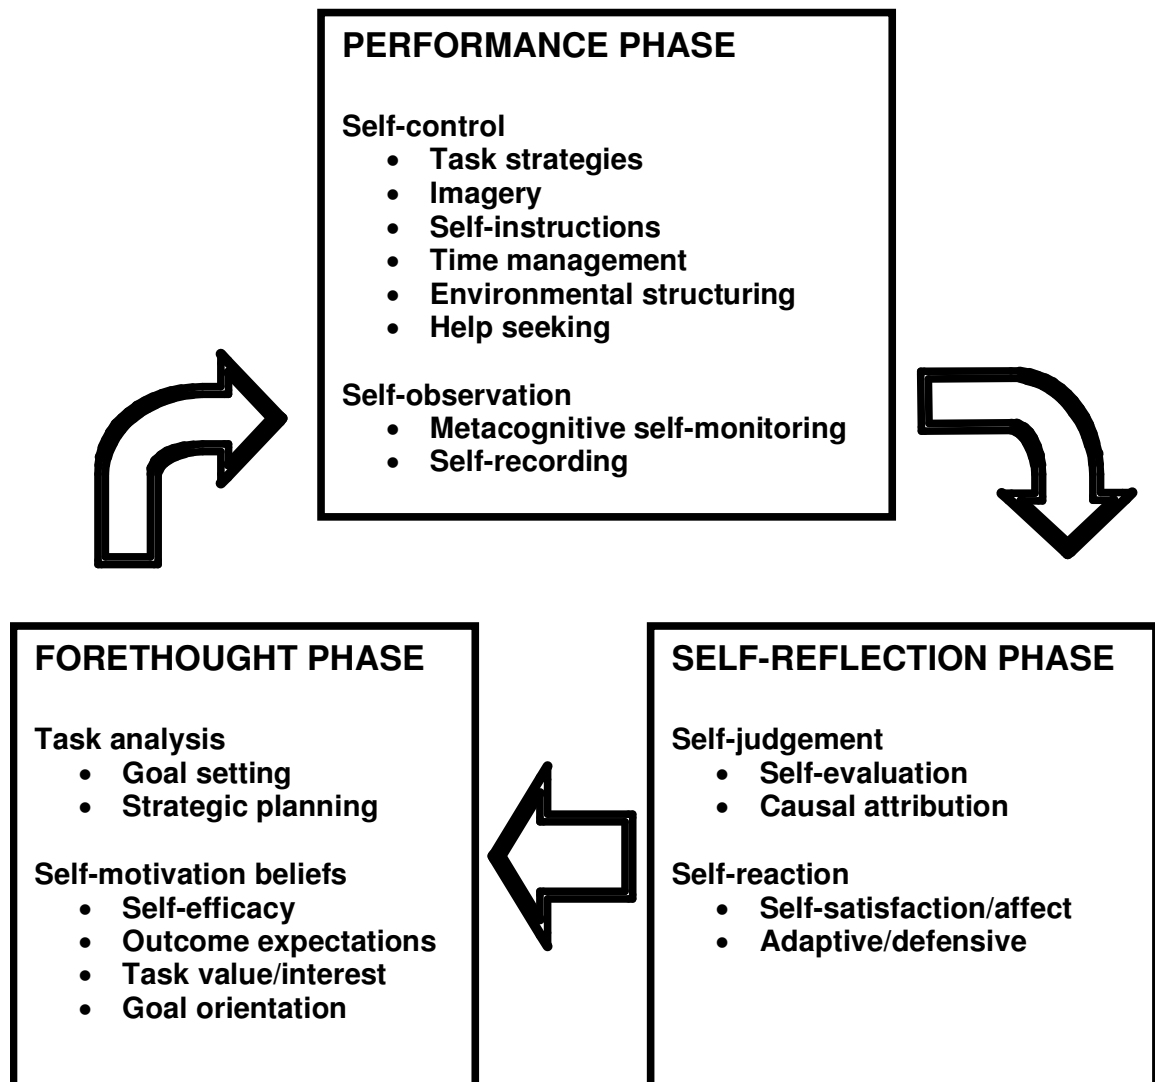 PERFORMANCE PHASE
Self-control
• Task strategies
• Imagery
• Self-instructions
• Time management
• Environmental structuring
• Help seeking
Self-observation
• Metacognitive self-monitoring
• Self-recording
FORETHOUGHT PHASE
Task analysis
• Goal setting
• Strategic planning
Self-motivation beliefs
• Self-efficacy
• Outcome expectations
• Task value/interest
• Goal orientation
SELF-REFLECTION PHASE
Self-judgement
• Self-evaluation
• Causal attribution
Self-reaction
• Self-satisfaction/affect
• Adaptive/defensive